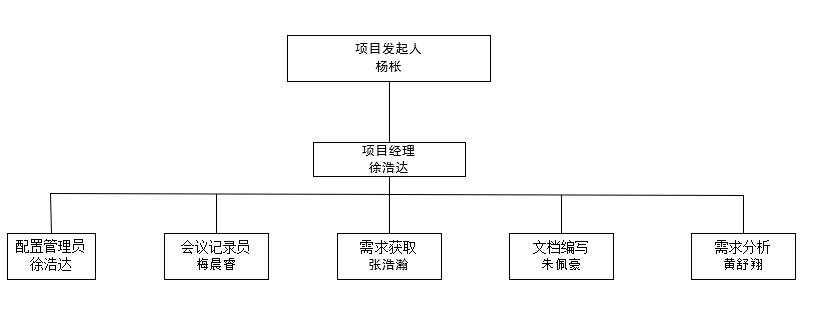 项目发起人
杨枨
项目经理
徐浩达
配置管理员
徐浩达
会议记录员
梅晨睿
需求获取
张浩瀚
文档编写
朱佩豪
需求分析
黄舒翔